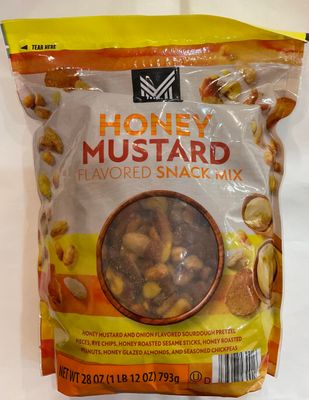 TEAR HERE
HONEY
MUSTARD
FLAVORED SNACK MIX
HONEY MUSTARD AND ONION FLAVORED SOURDOUGH PRETZEL
PIECES, RYE CHIPS, HONEY ROASTED SESAME STICKS, HONEY ROASTED
PEANUTS, HONEY GLAZED ALMONDS, AND SEASONED CHICKPEAS
NET WT 28 OZ (1 LB 12 OZ) 793g
U D